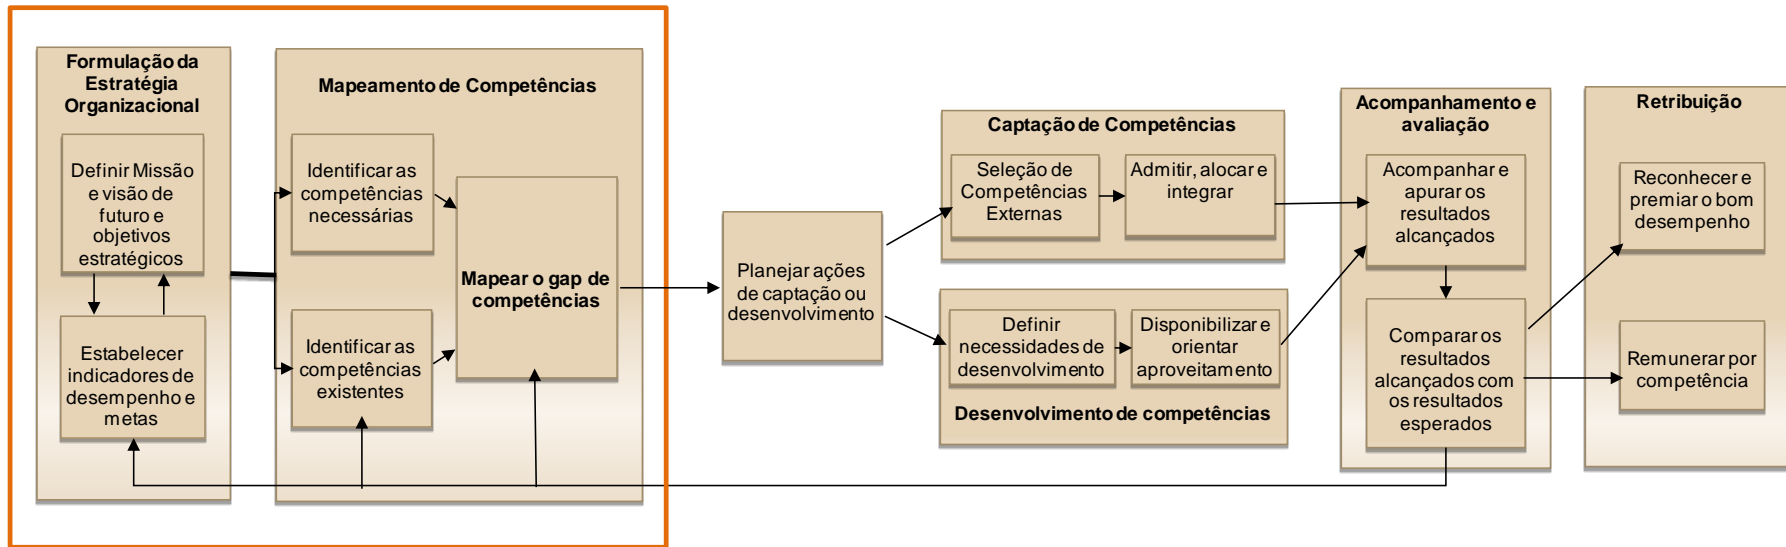 Formulação da
Estratégia
Organizacional
Definir Missão
e visão de
futuro e
objetivos
estratégicos
Estabelecer
indicadores de
desempenho e
metas
Mapeamento de Competências
Identificar as
competências
necessárias
Identificar as
competências
existentes
Mapear o gap de
competências
Planejar ações
de captação ou
desenvolvimento
Captação de Competências
Seleção de
Competências
Externas
Admitir, alocar e
integrar
Definir
necessidades de
desenvolvimento
Disponibilizar e
orientar
aproveitamento
Desenvolvimento de competências
Acompanhamento e
avaliação
Acompanhar e
apurar os
resultados
alcançados
Comparar os
resultados
alcançados com
os resultados
esperados
Retribuição
Reconhecer e
premiar o bom
desempenho
Remunerar por
competência